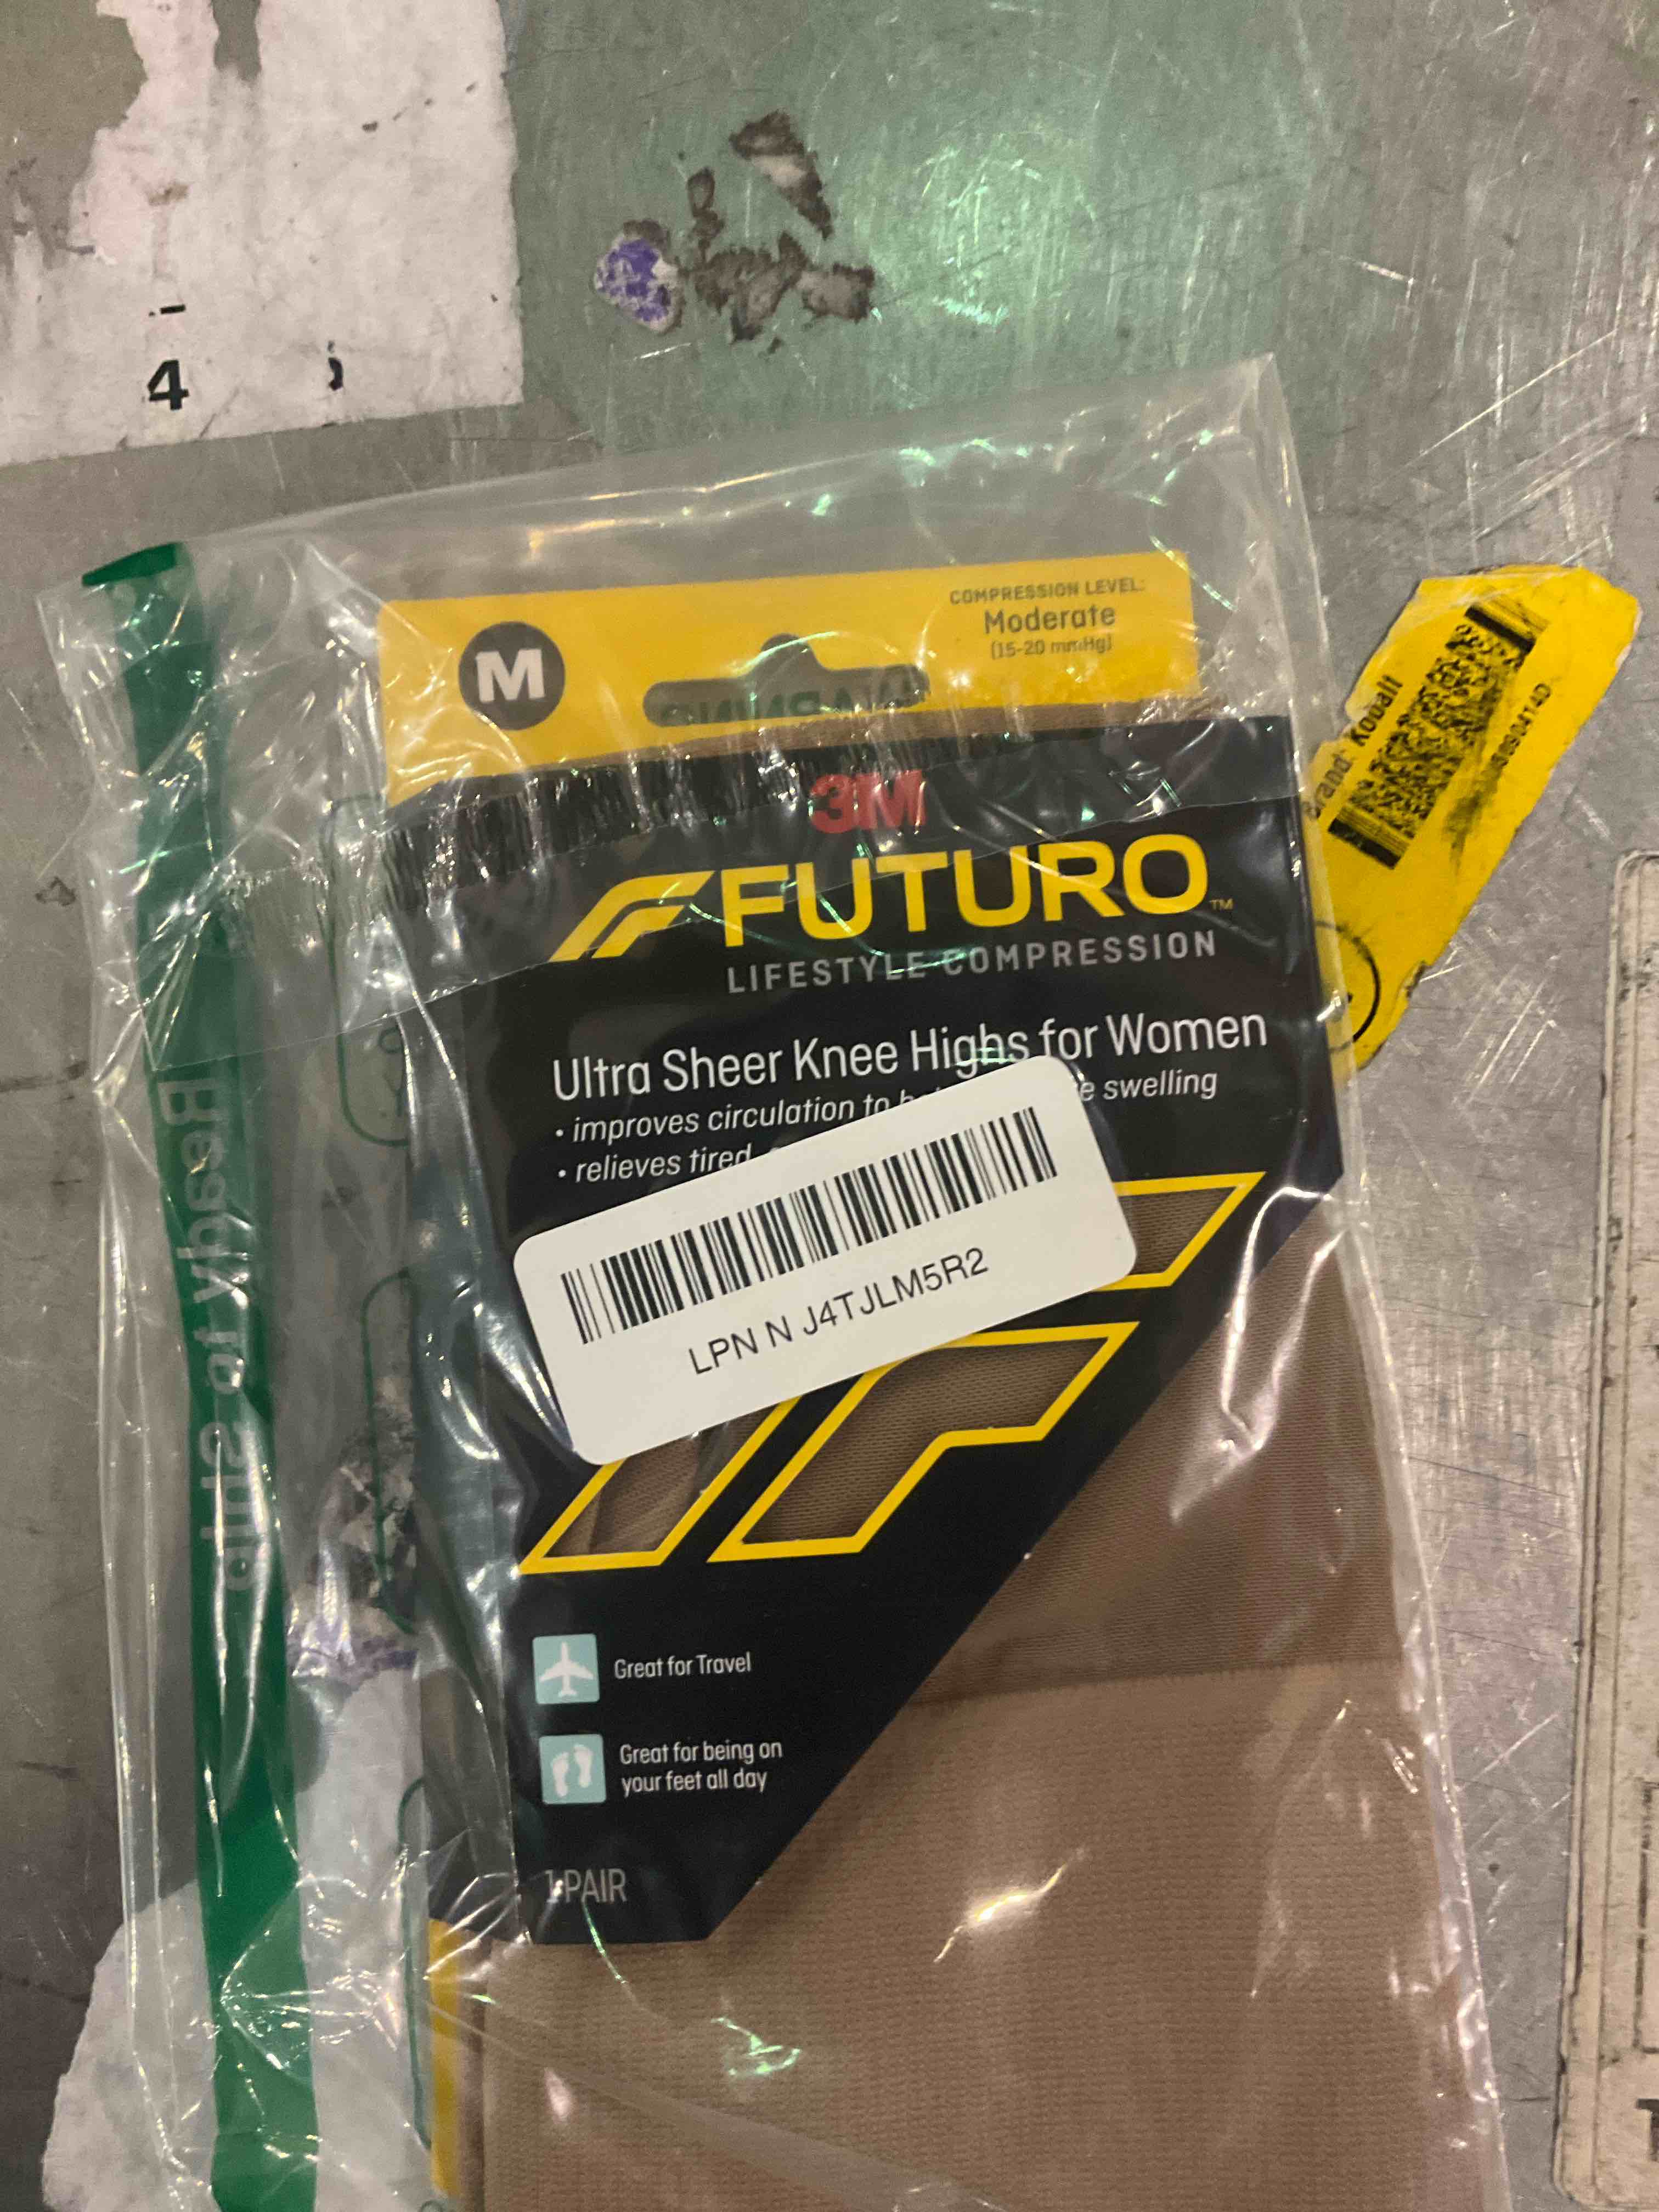 4
M
COMPRESSION LEVEL:
Moderate
(15-20 mmHg)
3M
FUTURO™
LIFESTYLE COMPRESSION
Ultra Sheer Knee Highs for Women
• improves circulation to swelling
• relieves tired
LPN N J4TJLM5R2
Great for Travel
Great for being on
your feet all day
1 PAIR
Ready to Ship
Brand: Kobalt